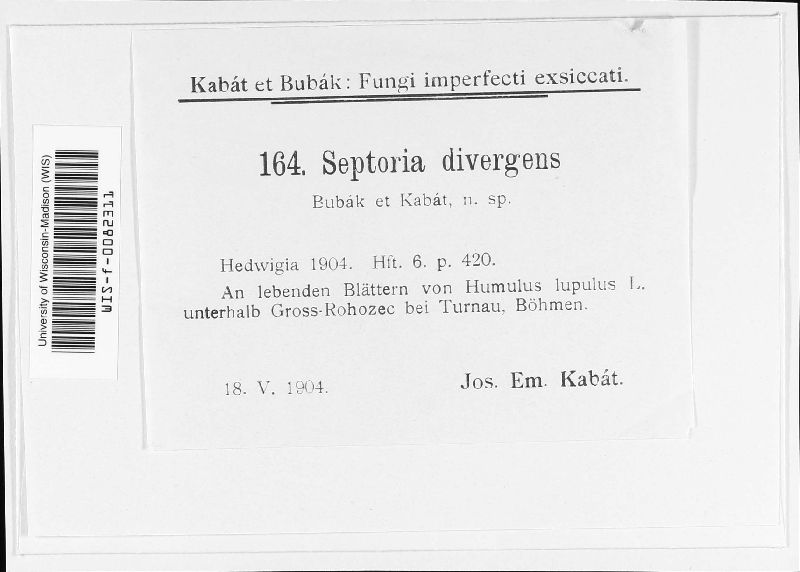 Kabát et Bubák: Fungi imperfecti exsiccati.
164. Septoria divergens
Bubák et Kabát, n. sp.
Hedwigia 1904. Hft. 6. p. 420.
An lebenden Blättern von Humulus lupulus L.
unterhalb Gross-Rohozec bei Turnau, Böhmen.
18. V. 1904.
Jos. Em. Kabát.
University of Wisconsin-Madison (WIS)